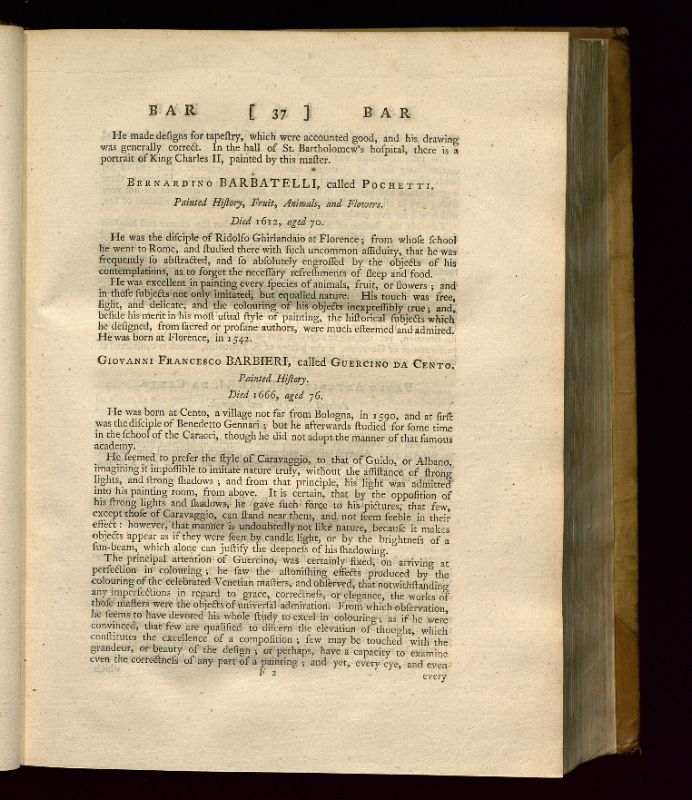 BAR [ 37 ] BAR
He made deſigns for tapeſtry, which were accounted good, and his drawing
was generally correct. In the hall of St. Bartholomew's hoſpital, there is a
portrait of King Charles II, painted by this maſter.
BERNARDINO BARBATELLI, called POCHETTI.
Painted Hiſtory, Fruit, Animals, and Flowers.
Died 1612, aged 70.
He was the diſciple of Ridolfo Ghirlandaio at Florence; from whoſe ſchool
he went to Rome, and ſtudied there with ſuch uncommon aſſiduity, that he was
frequently ſo abſtracted, and ſo abſolutely engroſſed by the objects of his
contemplations, as to forget the neceſſary refreſhments of ſleep and food.
He was excellent in painting every ſpecies of animals, fruit, or flowers; and
in thoſe ſubjects not only imitated, but equalled nature. His touch was free,
light, and delicate, and the colouring of his objects inexpreſſibly true; and,
beſide his merit in his moſt uſual ſtyle of painting, the hiſtorical ſubjects which
he deſigned, from ſacred or profane authors, were much eſteemed and admired.
He was born at Florence, in 1542.
GIOVANNI FRANCESCO BARBIERI, called GUERCINO DA CENTO.
Painted Hiſtory.
Died 1666, aged 76.
He was born at Cento, a village not far from Bologna, in 1590, and at firſt
was the diſciple of Benedetto Gennari; but he afterwards ſtudied for ſome time
in the ſchool of the Caracci, though he did not adopt the manner of that famous
academy.
He ſeemed to prefer the ſtyle of Caravaggio, to that of Guido, or Albano,
imagining it impoſſible to imitate nature truly, without the aſſiſtance of ſtrong
lights, and ſtrong ſhadows; and from that principle, his light was admitted
into his painting room, from above. It is certain, that by the oppoſition of
his ſtrong lights and ſhadows, he gave ſuch force to his pictures, that few,
except thoſe of Caravaggio, can ſtand near them, and not ſeem feeble in their
effect: however, that manner is undoubtedly not like nature, becauſe it makes
objects appear as if they were ſeen by candle light, or by the brightneſs of a
ſun-beam, which alone can juſtify the deepneſs of his ſhadowing.
The principal attention of Guercino, was certainly fixed, on arriving at
perfection in colouring; he ſaw the aſtoniſhing effects produced by the
colouring of the celebrated Venetian maſters, and obſerved, that notwithſtanding
any imperfections in regard to grace, correctneſs, or elegance, the works of
thoſe maſters were the objects of univerſal admiration. From which obſervation,
he ſeems to have devoted his whole ſtudy to excel in colouring; as if he were
convinced, that few are qualified to diſcern the elevation of thought, which
conſtitutes the excellence of a compoſition; few may be touched with the
grandeur, or beauty of the deſign; or perhaps, have a capacity to examine
even the correctneſs of any part of a painting; and yet, every eye, and even
F 2 every